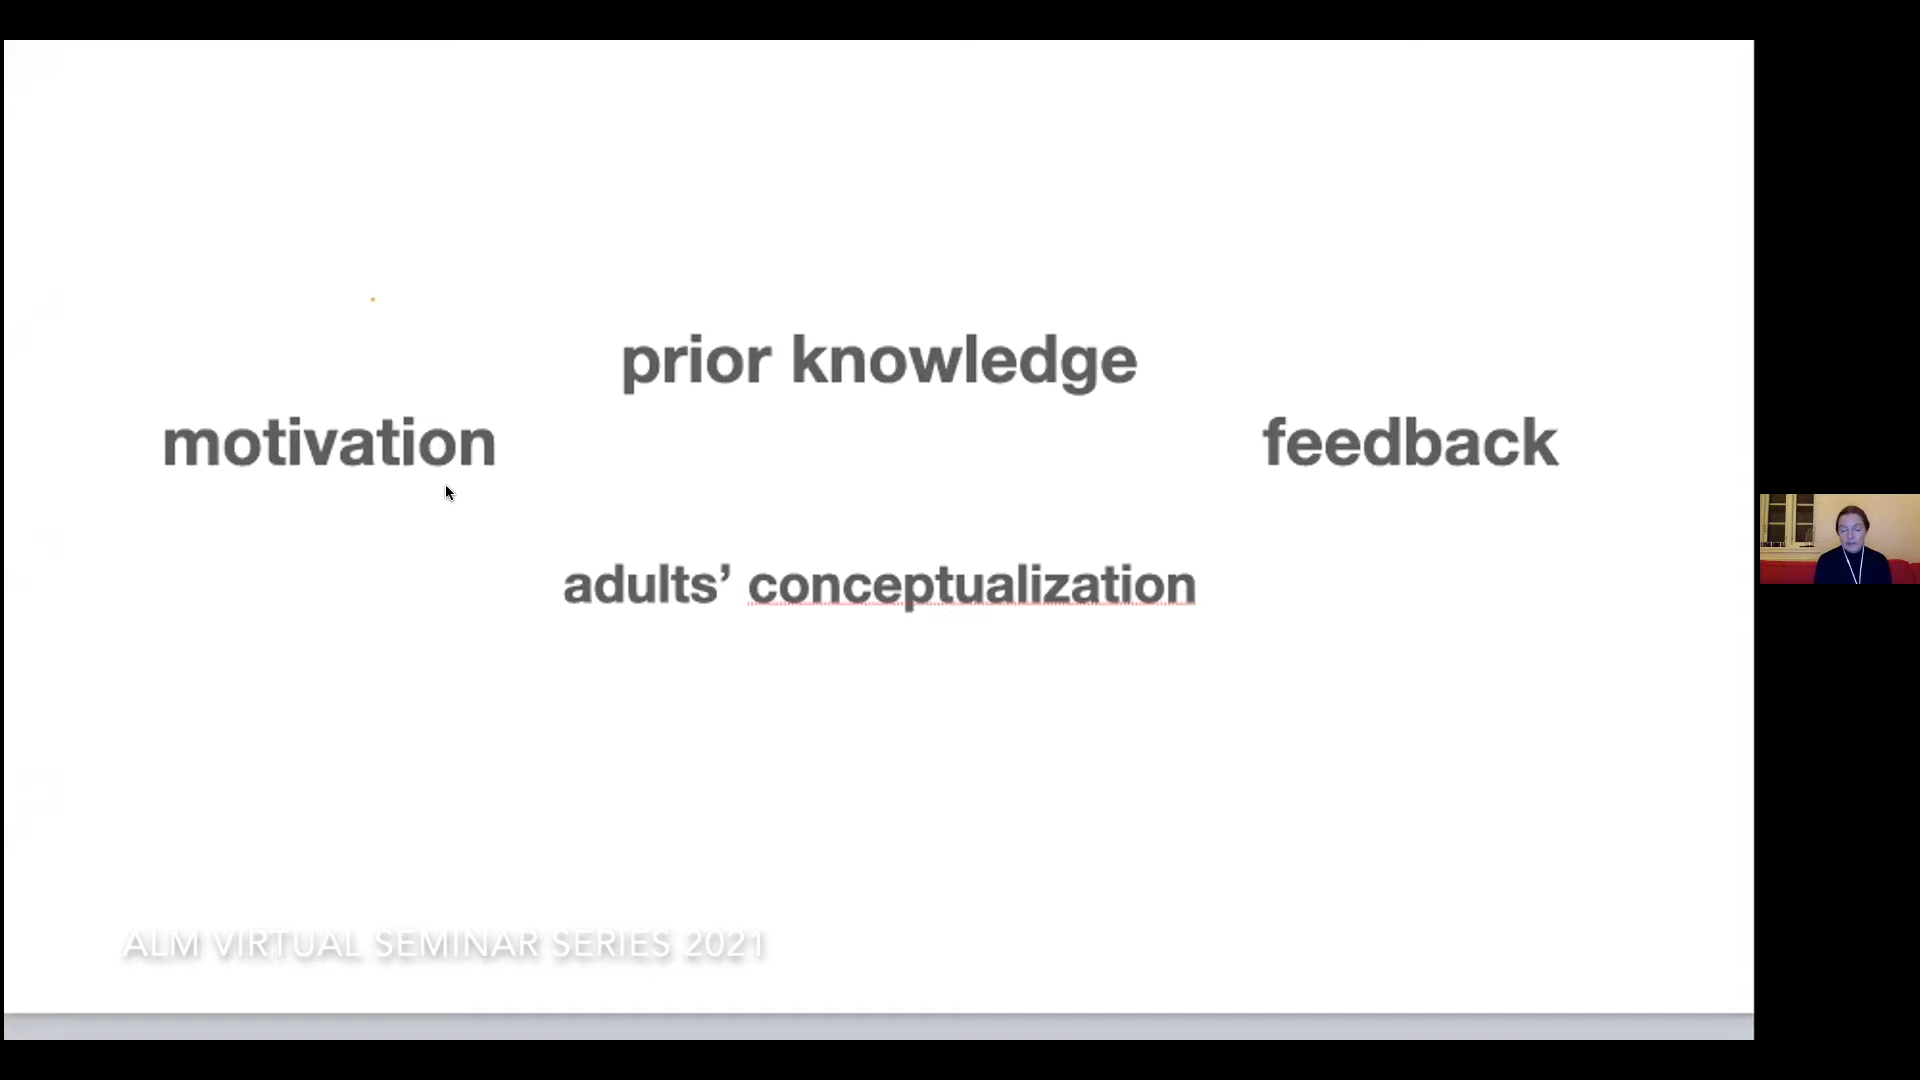 prior knowledge
motivation
feedback
adults’ conceptualization
ALM VIRTUAL SEMINAR SERIES 2021